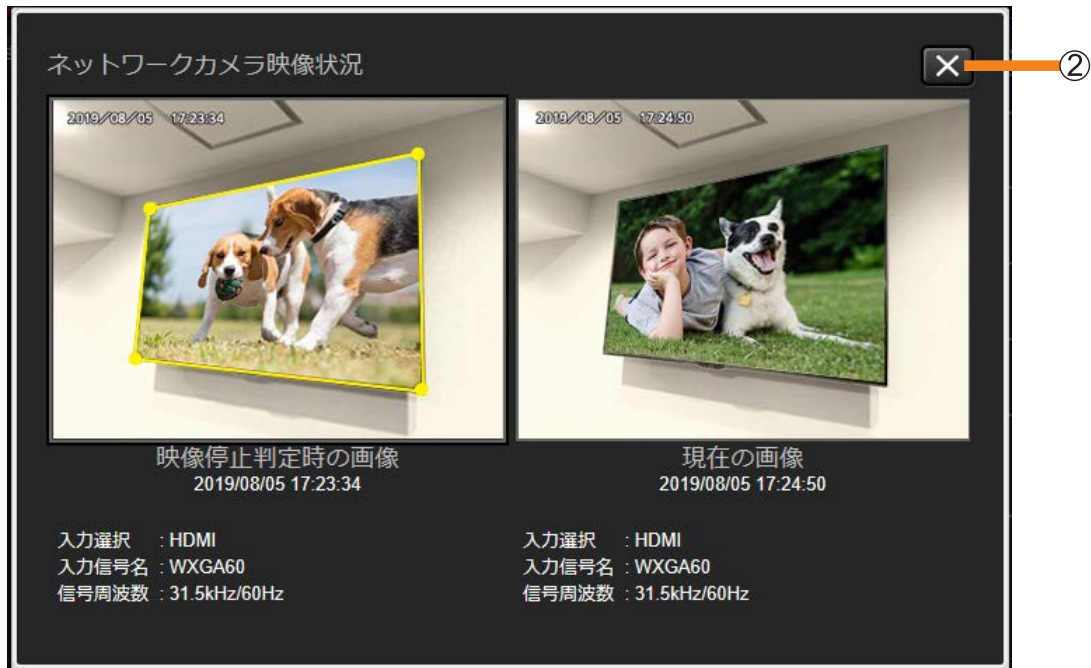 ネットワークカメラ映像状況
②
2019/08/05 17:23:34
2019/08/05 17:24:50
映像停止判定時の画像
2019/08/05 17:23:34
現在の画像
2019/08/05 17:24:50
入力選択 : HDMI
入力信号名 : WXGA60
信号周波数 : 31.5kHz/60Hz
入力選択 : HDMI
入力信号名 : WXGA60
信号周波数 : 31.5kHz/60Hz